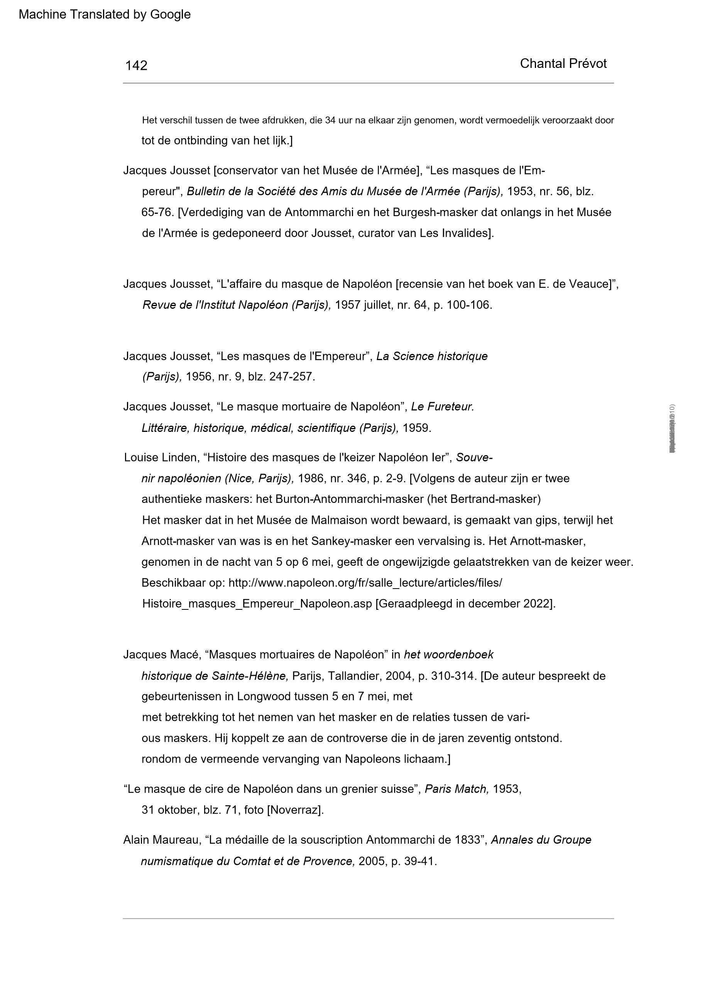 Machine Translated by Google
142
Chantal Prévot
Het verschil tussen de twee afdrukken, die 34 uur na elkaar zijn genomen, wordt vermoedelijk veroorzaakt door
tot de ontbinding van het lijk.]
Jacques Jousset [conservator van het Musée de l'Armée], “Les masques de l'Em-
pereur", Bulletin de la Société des Amis du Musée de l'Armée (Parijs), 1953, nr. 56, blz.
65-76. [Verdediging van de Antommarchi en het Burgesh-masker dat onlangs in het Musée
de l'Armée is gedeponeerd door Jousset, curator van Les Invalides].
Jacques Jousset, “L'affaire du masque de Napoléon [recensie van het boek van E. de Veauce]”,
Revue de l'Institut Napoléon (Parijs), 1957 juillet, nr. 64, p. 100-106.
Jacques Jousset, “Les masques de l'Empereur”, La Science historique
(Parijs), 1956, nr. 9, blz. 247-257.
Jacques Jousset, “Le masque mortuaire de Napoléon”, Le Fureteur.
Littéraire, historique, médical, scientifique (Parijs), 1959.
Louise Linden, “Histoire des masques de l'keizer Napoléon Ier”, Souve-
nir napoléonien (Nice, Parijs), 1986, nr. 346, p. 2-9. [Volgens de auteur zijn er twee
authentieke maskers: het Burton-Antommarchi-masker (het Bertrand-masker)
Het masker dat in het Musée de Malmaison wordt bewaard, is gemaakt van gips, terwijl het
Arnott-masker van was is en het Sankey-masker een vervalsing is. Het Arnott-masker,
genomen in de nacht van 5 op 6 mei, geeft de ongewijzigde gelaatstrekken van de keizer weer.
Beschikbaar op: http://www.napoleon.org/fr/salle_lecture/articles/files/
Histoire_masques_Empereur_Napoleon.asp [Geraadpleegd in december 2022].
Jacques Macé, “Masques mortuaires de Napoléon” in het woordenboek
historique de Sainte-Hélène, Parijs, Tallandier, 2004, p. 310-314. [De auteur bespreekt de
gebeurtenissen in Longwood tussen 5 en 7 mei, met
met betrekking tot het nemen van het masker en de relaties tussen de vari-
ous maskers. Hij koppelt ze aan de controverse die in de jaren zeventig ontstond.
rondom de vermeende vervanging van Napoleons lichaam.]
“Le masque de cire de Napoléon dans un grenier suisse”, Paris Match, 1953,
31 oktober, blz. 71, foto [Noverraz].
Alain Maureau, “La médaille de la souscription Antommarchi de 1833”, Annales du Groupe
numismatique du Comtat et de Provence, 2005, p. 39-41.